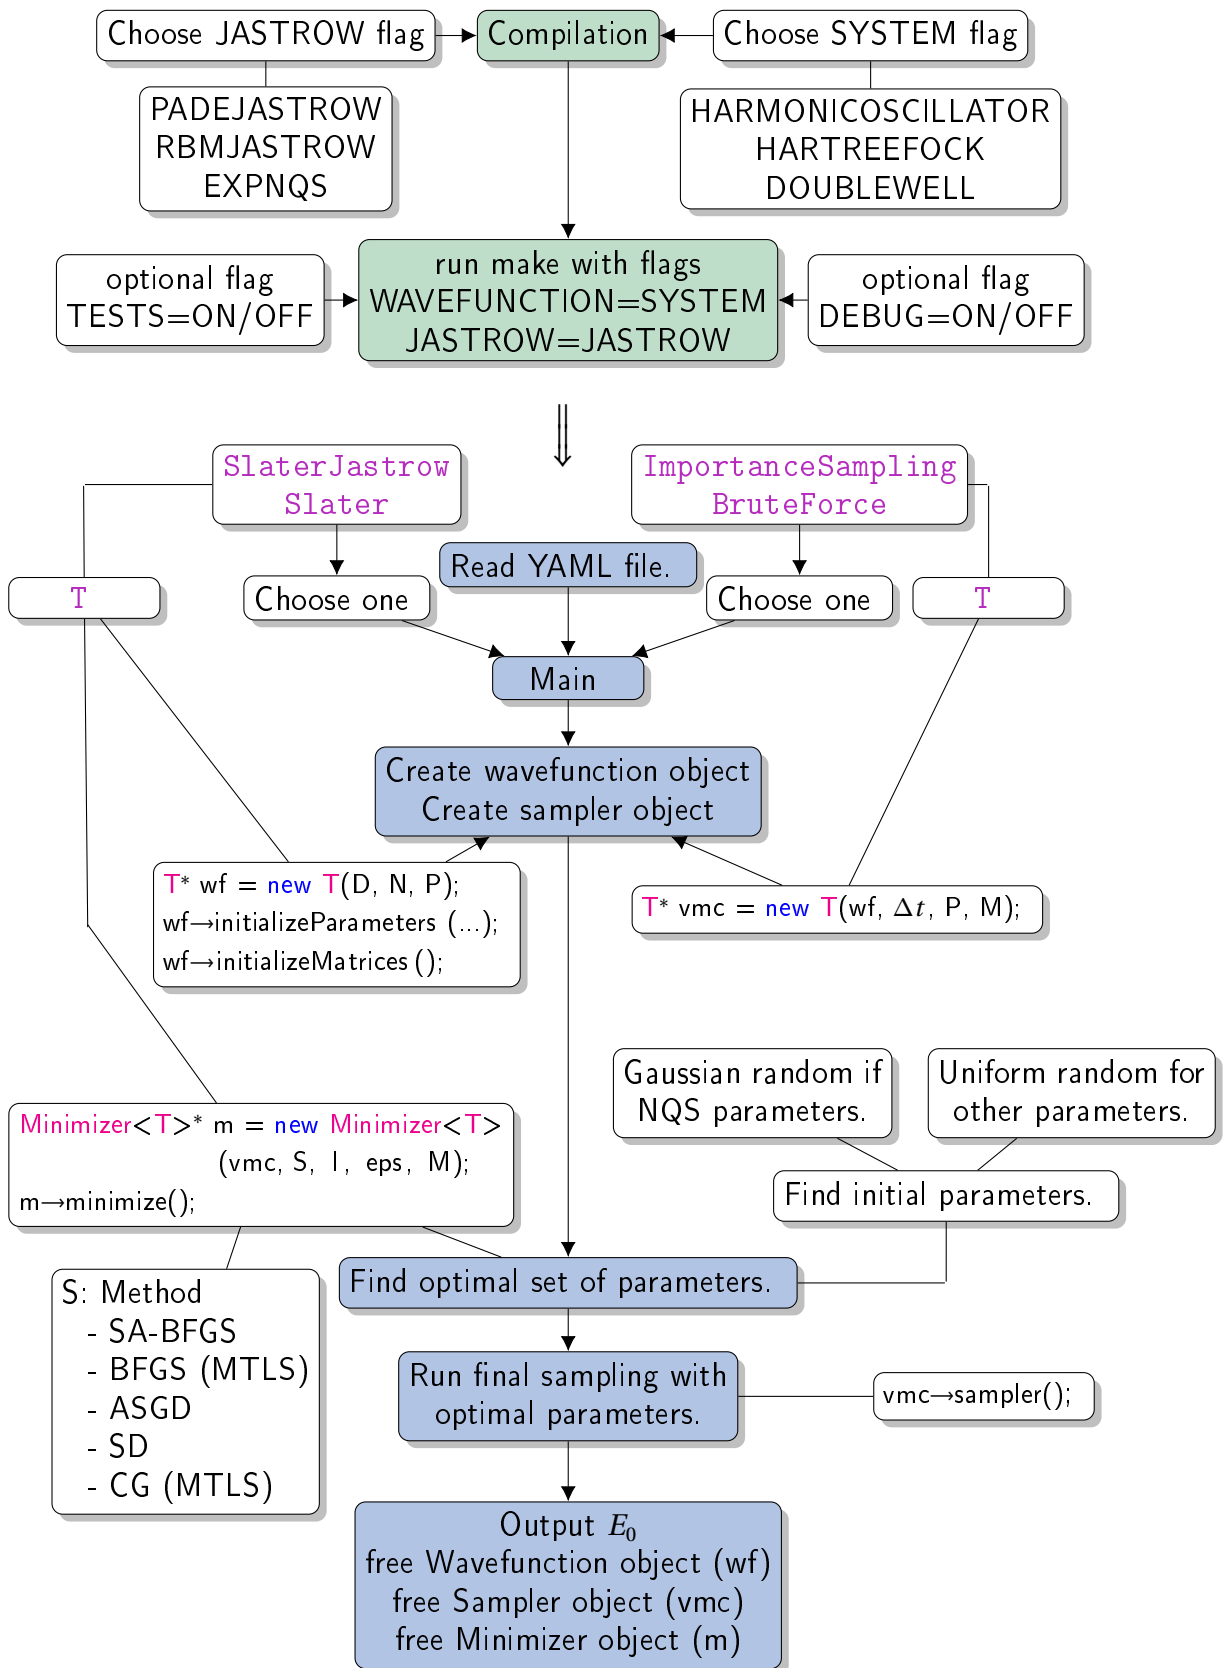 Choose JASTROW flag
Compilation
Choose SYSTEM flag
PADEJASTROW
RBMJASTROW
EXPNQS
HARMONICOSCILLATOR
HARTREEFOCK
DOUBLEWELL
optional flag
TESTS=ON/OFF
run make with flags
WAVEFUNCTION=SYSTEM
JASTROW=JASTROW
optional flag
DEBUG=ON/OFF
⇓
SlaterJastrow
Slater
ImportanceSampling
BruteForce
T
Choose one
Read YAML file.
Choose one
T
Main
Create wavefunction object
Create sampler object
T* wf = new T(D, N, P);
wf→initializeParameters (...);
wf→initializeMatrices ();
T* vmc = new T(wf, Δt, P, M);
Gaussian random if
NQS parameters.
Uniform random for
other parameters.
Minimizer<T>* m = new Minimizer<T>
(vmc, S, I, eps, M);
m→minimize();
Find initial parameters.
Find optimal set of parameters.
S: Method
- SA-BFGS
- BFGS (MTLS)
- ASGD
- SD
- CG (MTLS)
Run final sampling with
optimal parameters.
vmc→sampler();
Output E₀
free Wavefunction object (wf)
free Sampler object (vmc)
free Minimizer object (m)